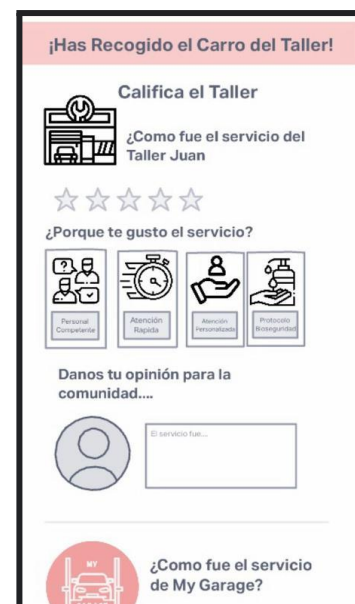 ¡Has Recogido el Carro del Taller!
Califica el Taller
¿Como fue el servicio del
Taller Juan
¿Porque te gusto el servicio?
Personal
Competente
Atención
Rapida
Atención
Personalizada
Protocolo
Bioseguridad
Danos tu opinión para la
comunidad....
El servicio fue...
MY
¿Como fue el servicio
de My Garage?